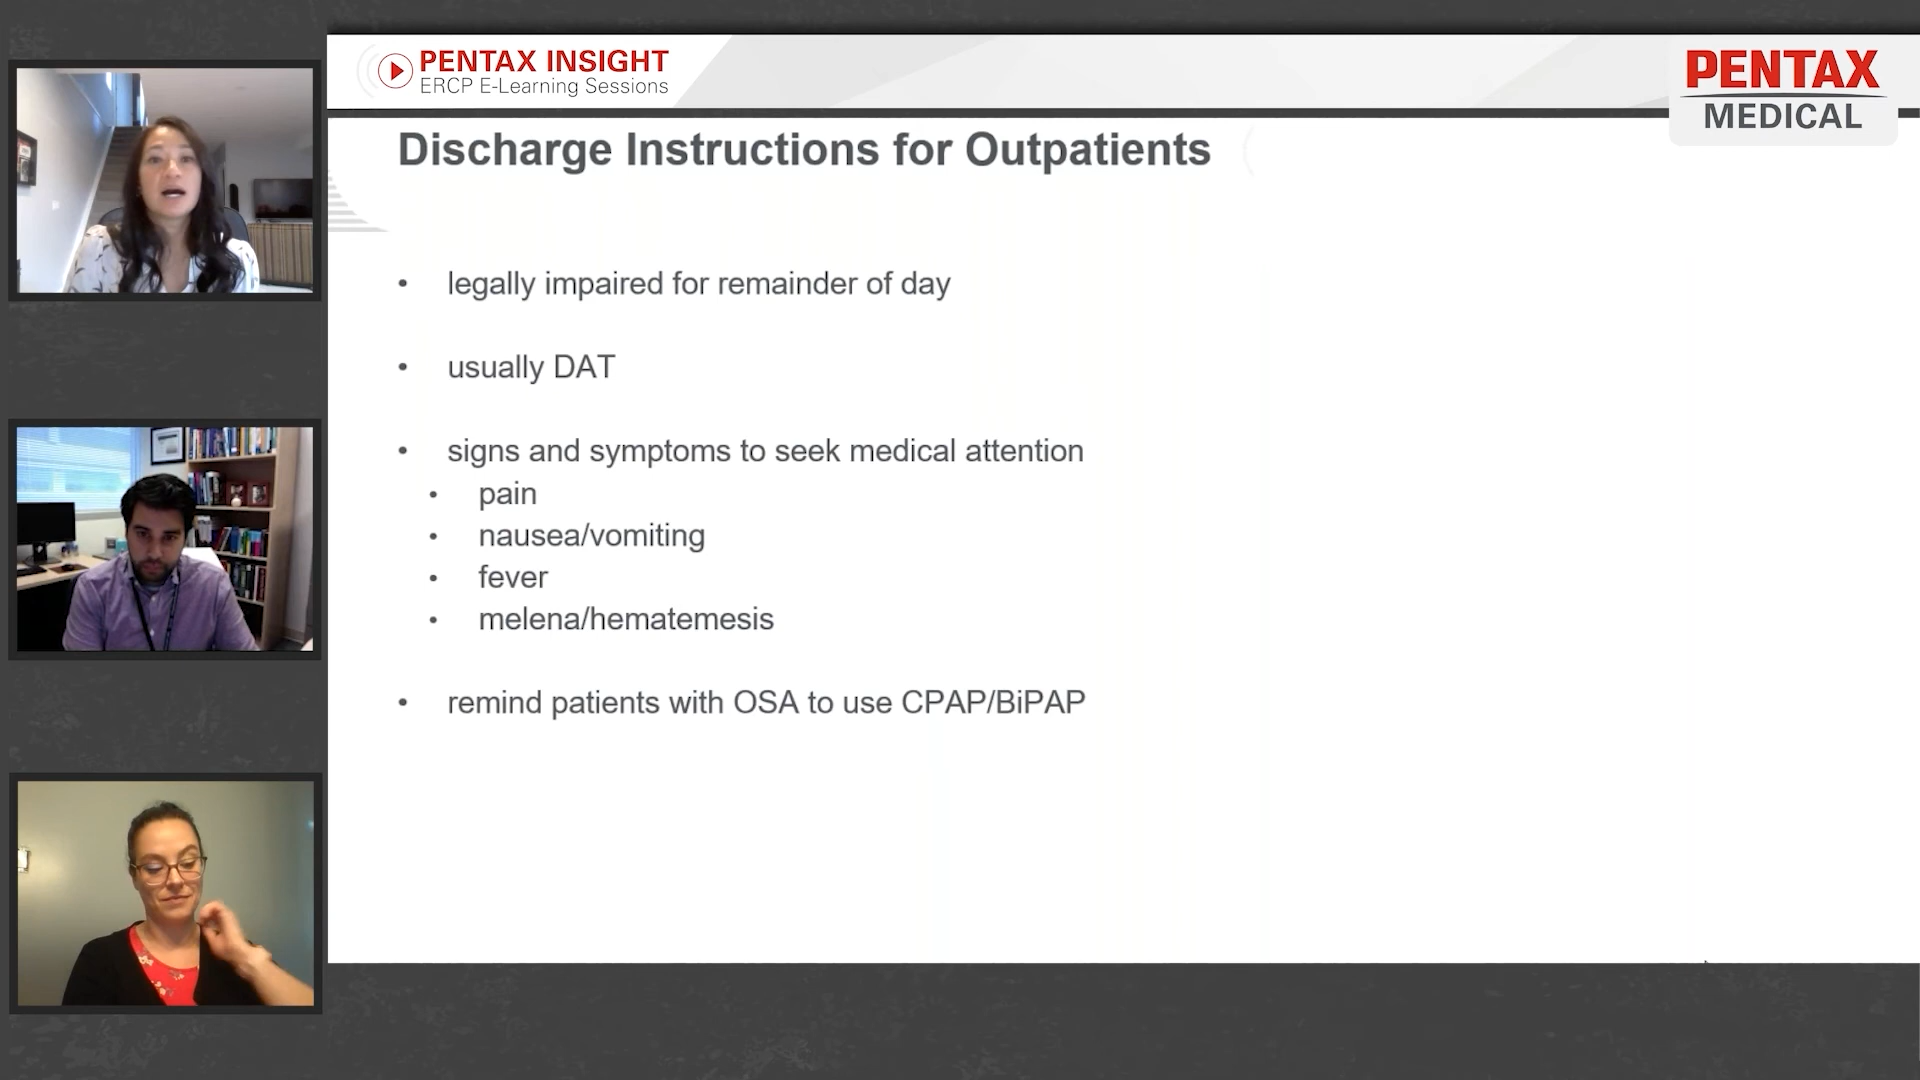 PENTAX INSIGHT
ERCP E-Learning Sessions
PENTAX
MEDICAL
Discharge Instructions for Outpatients
• legally impaired for remainder of day
• usually DAT
• signs and symptoms to seek medical attention
• pain
• nausea/vomiting
• fever
• melena/hematemesis
• remind patients with OSA to use CPAP/BiPAP